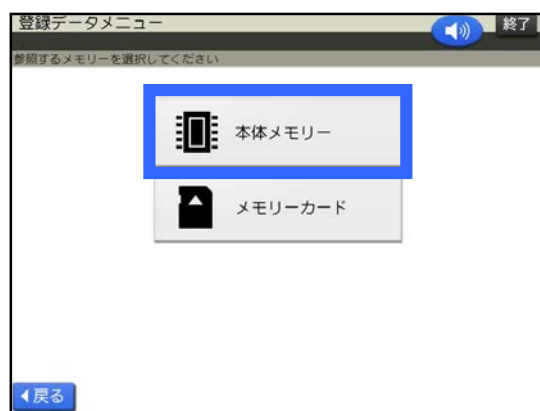 登録データメニュー
終了
参照するメモリーを選択してください
本体メモリー
メモリーカード
戻る